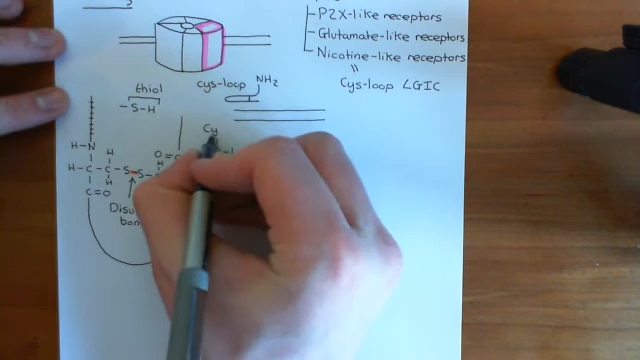 P2X-like receptors
Glutamate-like receptors
Nicotine-like receptors
"
Cys-loop LGIC
cys-loop
NH2
thiol
-S-H
Cy
H-N
H
O=C
H-C-C-S-S-
H
C=O
Disu
bon